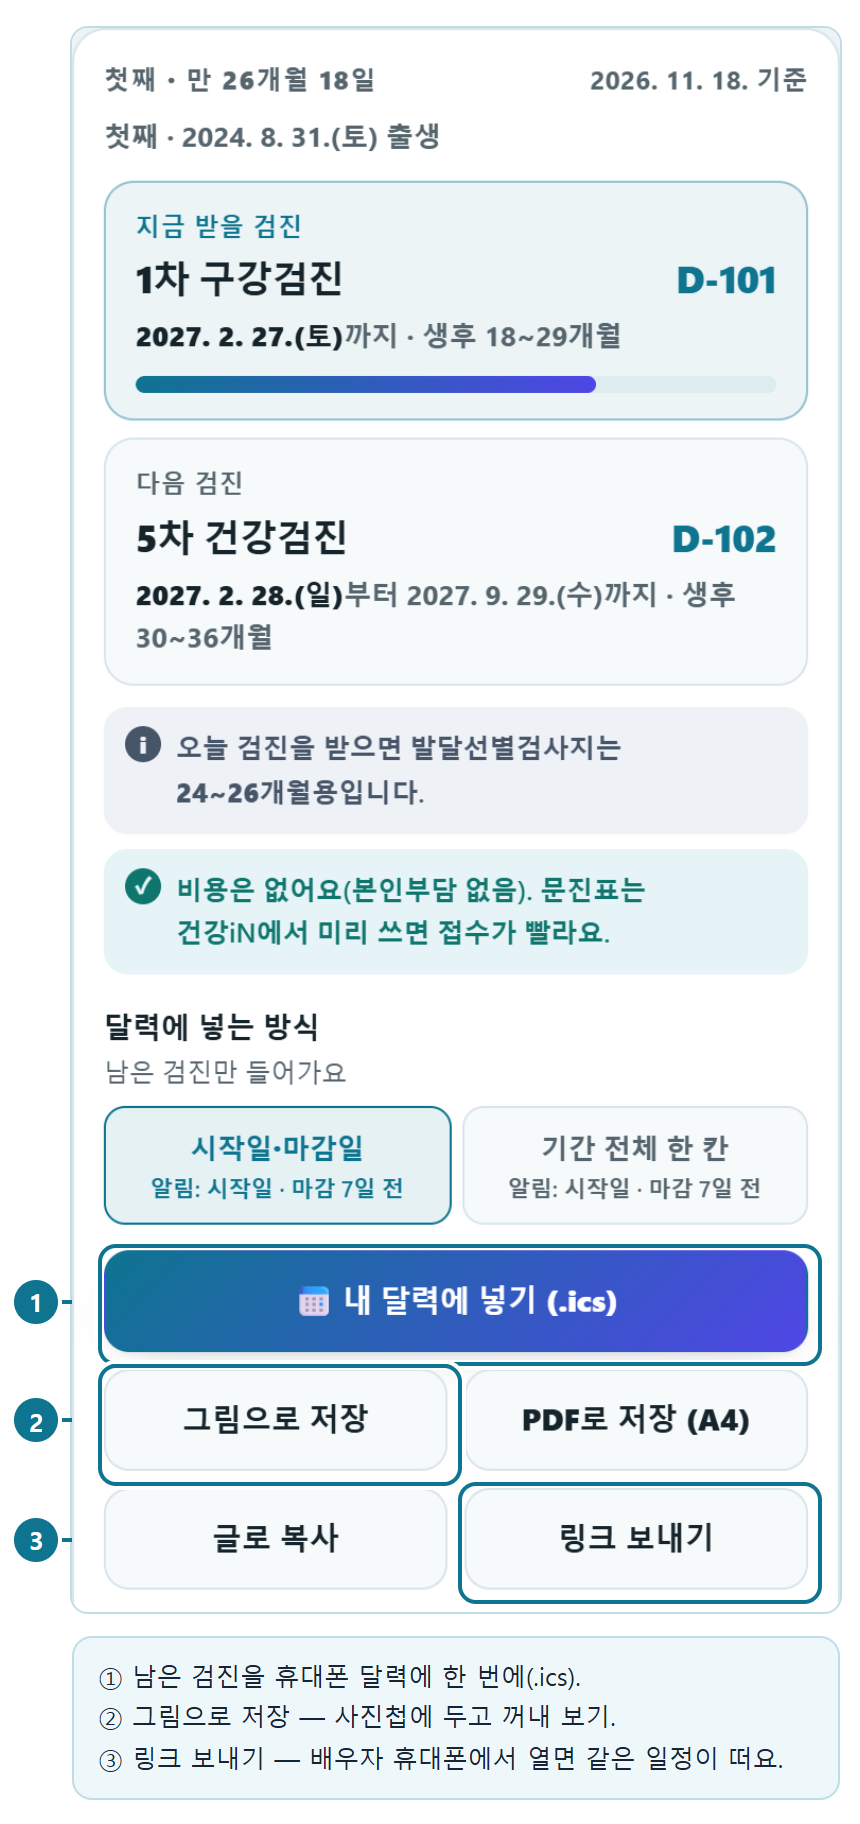 첫째 · 만 26개월 18일
2026. 11. 18. 기준
첫째 · 2024. 8. 31.(토) 출생
지금 받을 검진
1차 구강검진
D-101
2027. 2. 27.(토)까지 · 생후 18~29개월
다음 검진
5차 건강검진
D-102
2027. 2. 28.(일)부터 2027. 9. 29.(수)까지 · 생후
30~36개월
오늘 검진을 받으면 발달선별검사지는
24~26개월용입니다.
비용은 없어요(본인부담 없음). 문진표는
건강iN에서 미리 쓰면 접수가 빨라요.
달력에 넣는 방식
남은 검진만 들어가요
시작일·마감일
알림: 시작일 · 마감 7일 전
기간 전체 한 칸
알림: 시작일 · 마감 7일 전
1
내 달력에 넣기 (.ics)
2
그림으로 저장
PDF로 저장 (A4)
3
글로 복사
링크 보내기
① 남은 검진을 휴대폰 달력에 한 번에(.ics).
② 그림으로 저장 — 사진첩에 두고 꺼내 보기.
③ 링크 보내기 — 배우자 휴대폰에서 열면 같은 일정이 떠요.